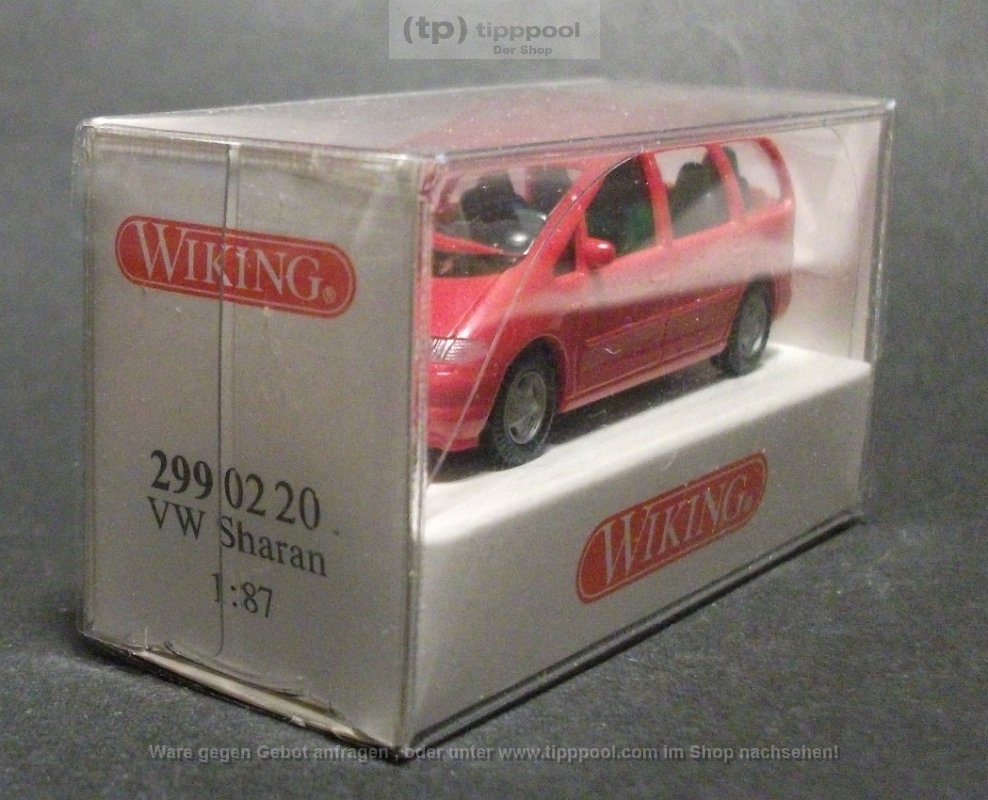 (tp) tipppool
Der Shop
WIKING®
299 02 20
VW Sharan
1:87
WIKING®
Ware gegen Gebot anfragen , oder unter www.tipppool.com im Shop nachsehen!